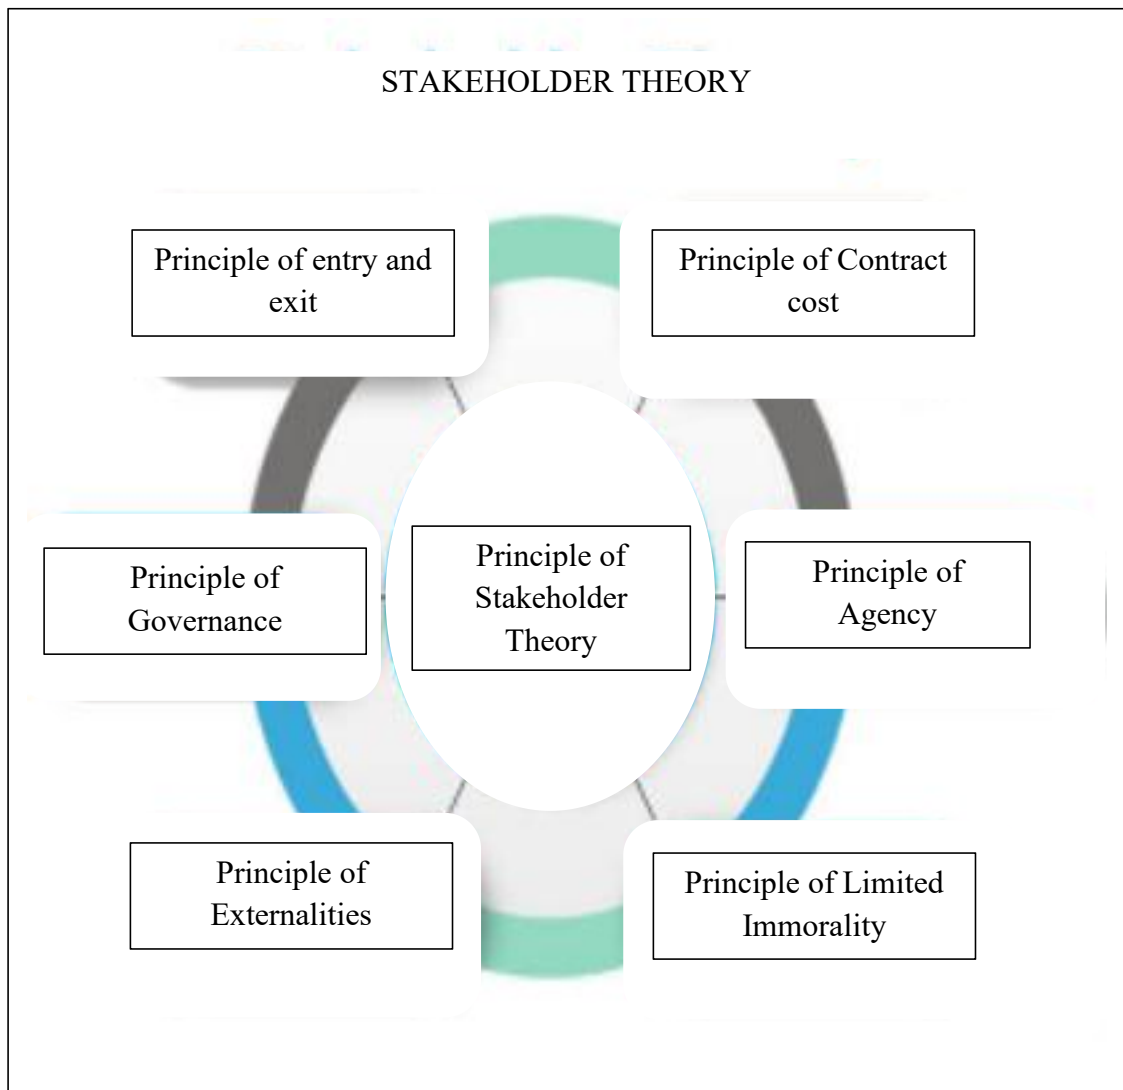 STAKEHOLDER THEORY
Principle of entry and
exit
Principle of Contract
cost
Principle of
Governance
Principle of
Stakeholder
Theory
Principle of
Agency
Principle of
Externalities
Principle of Limited
Immorality